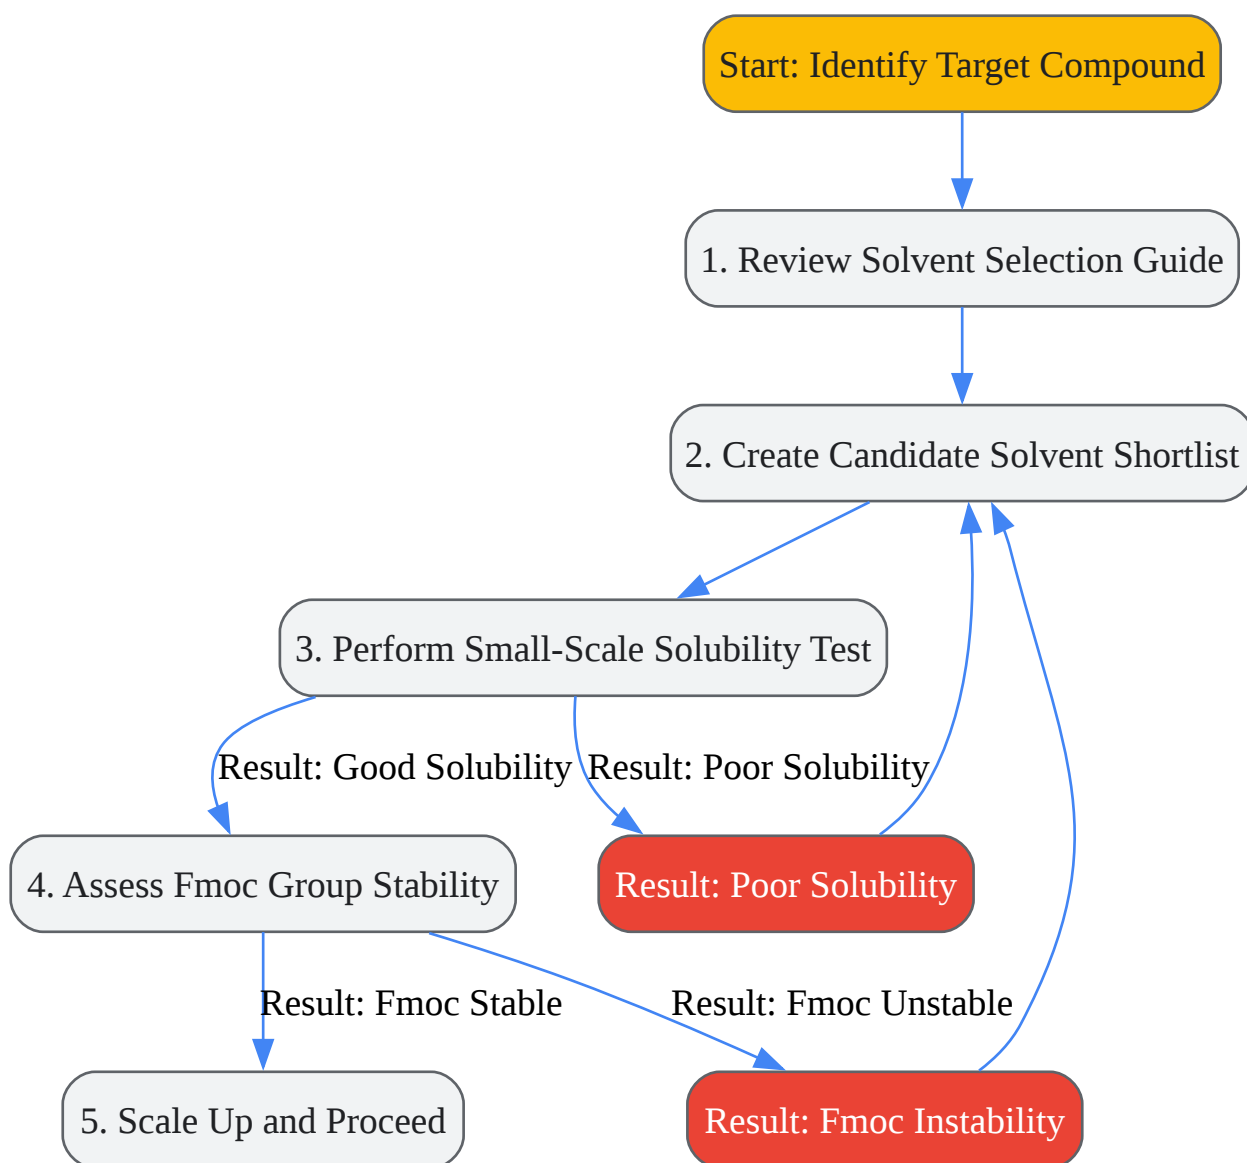 Start: Identify Target Compound
1. Review Solvent Selection Guide
2. Create Candidate Solvent Shortlist
3. Perform Small-Scale Solubility Test
Result: Good Solubility
Result: Poor Solubility
4. Assess Fmoc Group Stability
Result: Poor Solubility
Result: Fmoc Stable
Result: Fmoc Unstable
5. Scale Up and Proceed
Result: Fmoc Instability